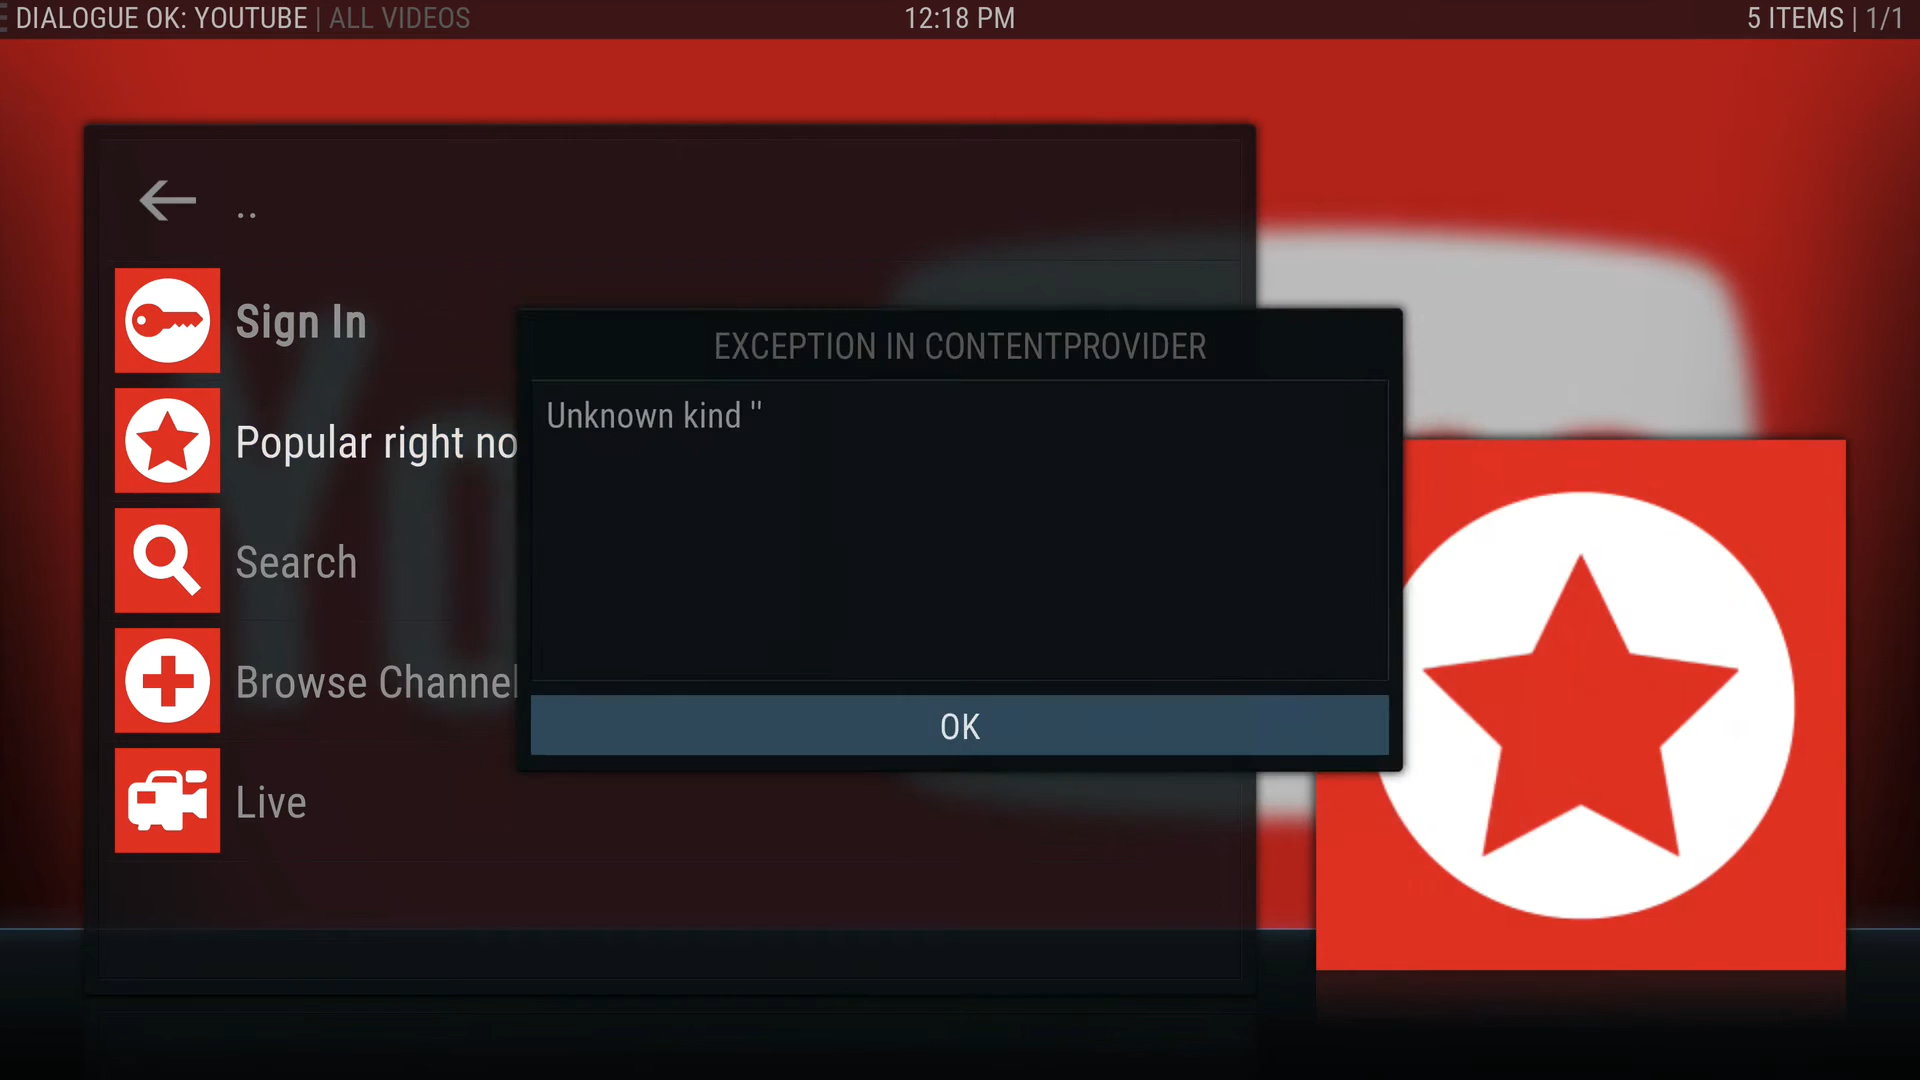 DIALOGUE OK: YOUTUBE | ALL VIDEOS
12:18 PM
5 ITEMS | 1/1
..
Sign In
Popular right no
Search
Browse Channel
Live
EXCEPTION IN CONTENTPROVIDER
Unknown kind ''
OK